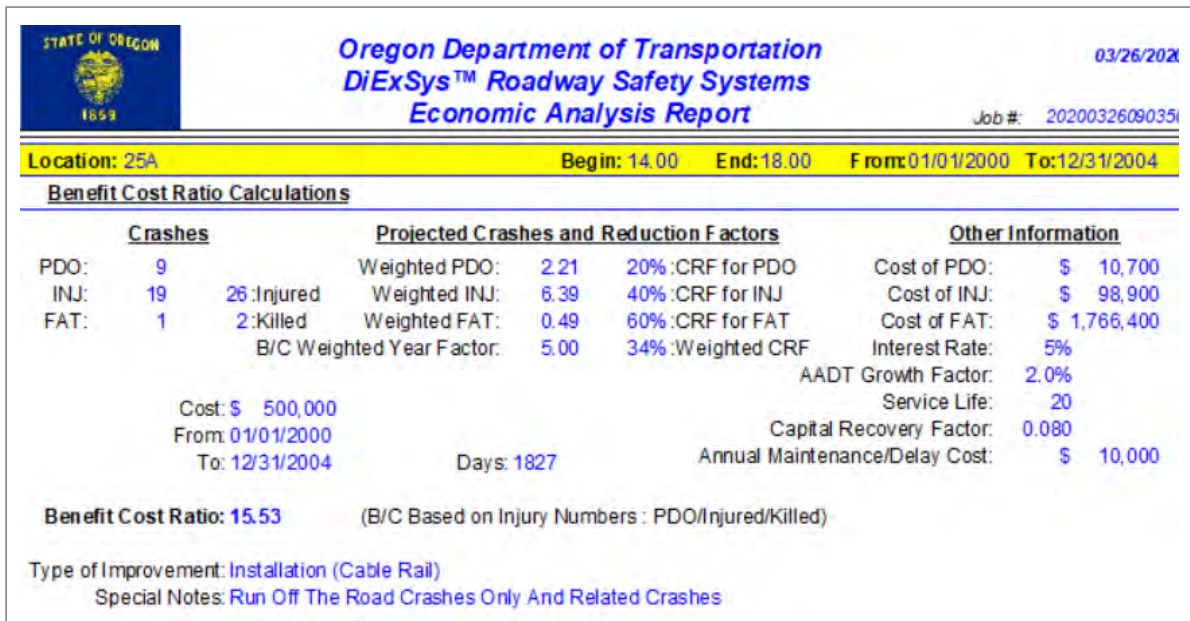 STATE OF OREGON
1859
Oregon Department of Transportation
DiExSys™ Roadway Safety Systems
Economic Analysis Report
03/26/2020
Job #: 2020032609035
Location: 25A Begin: 14.00 End: 18.00 From: 01/01/2000 To: 12/31/2004
Benefit Cost Ratio Calculations
Crashes Projected Crashes and Reduction Factors Other Information
PDO: 9 Weighted PDO: 2.21 20% :CRF for PDO Cost of PDO: $ 10,700
INJ: 19 26 :Injured Weighted INJ: 6.39 40% :CRF for INJ Cost of INJ: $ 98,900
FAT: 1 2 :Killed Weighted FAT: 0.49 60% :CRF for FAT Cost of FAT: $ 1,766,400
B/C Weighted Year Factor: 5.00 34% :Weighted CRF Interest Rate: 5%
AADT Growth Factor: 2.0%
Cost: $ 500,000 Service Life: 20
From: 01/01/2000 Capital Recovery Factor: 0.080
To: 12/31/2004 Days: 1827 Annual Maintenance/Delay Cost: $ 10,000
Benefit Cost Ratio: 15.53 (B/C Based on Injury Numbers : PDO/Injured/Killed)
Type of Improvement: Installation (Cable Rail)
Special Notes: Run Off The Road Crashes Only And Related Crashes